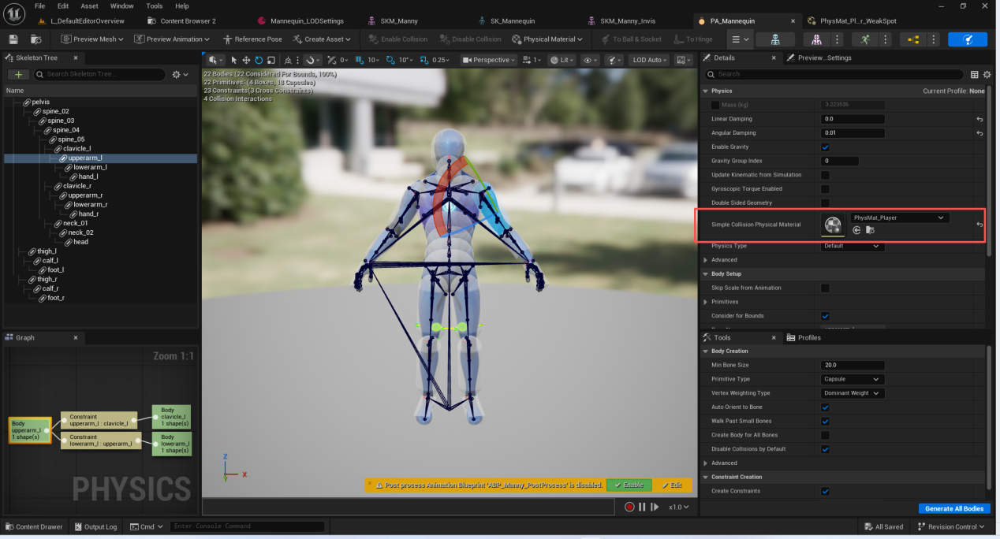 File Edit Asset Window Tools Help
L_DefaultEditorOverview
Content Browser 2
Mannequin_LODSettings
SKM_Manny
SK_Mannequin
SKM_Manny_Invis
PA_Mannequin
PhysMat_Pl...r_WeakSpot
Preview Mesh
Preview Animation
Reference Pose
Create Asset
Enable Collision
Disable Collision
Physical Material
To Ball & Socket
To Hinge
Skeleton Tree
Search Skeleton Tree...
Name
pelvis
spine_02
spine_03
spine_04
spine_05
clavicle_l
upperarm_l
lowerarm_l
hand_l
clavicle_r
upperarm_r
lowerarm_r
hand_r
neck_01
neck_02
head
thigh_l
calf_l
foot_l
thigh_r
calf_r
foot_r
Graph
Zoom 1:1
Body
upperarm_l
1 shape(s)
Constraint
upperarm_l : clavicle_l
Constraint
lowerarm_l : upperarm_l
Body
clavicle_l
1 shape(s)
Body
lowerarm_l
1 shape(s)
PHYSICS
0
10
10°
0.25
Perspective
1
Lit
LOD Auto
22 Bodies (22 Considered For Bounds, 100%)
22 Primitives: (4 Boxes, 18 Capsules)
23 Constraints(3 Cross Constraints)
4 Collision Interactions
Z
X
Y
Post process Animation Blueprint 'ABP_Manny_PostProcess' is disabled.
Enable
Edit
x1.0
Details
Preview...Settings
Search
Physics
Current Profile: None
Mass (kg)
3.223536
Linear Damping
0.0
Angular Damping
0.01
Enable Gravity
Gravity Group Index
0
Update Kinematic from Simulation
Gyroscopic Torque Enabled
Double Sided Geometry
Simple Collision Physical Material
PhysMat_Player
Physics Type
Default
Advanced
Body Setup
Skip Scale from Animation
Primitives
Consider for Bounds
Tools
Profiles
Body Creation
Min Bone Size
20.0
Primitive Type
Capsule
Vertex Weighting Type
Dominant Weight
Auto Orient to Bone
Walk Past Small Bones
Create Body for All Bones
Disable Collisions by Default
Advanced
Constraint Creation
Create Constraints
Generate All Bodies
Content Drawer
Output Log
Cmd
Enter Console Command
All Saved
Revision Control